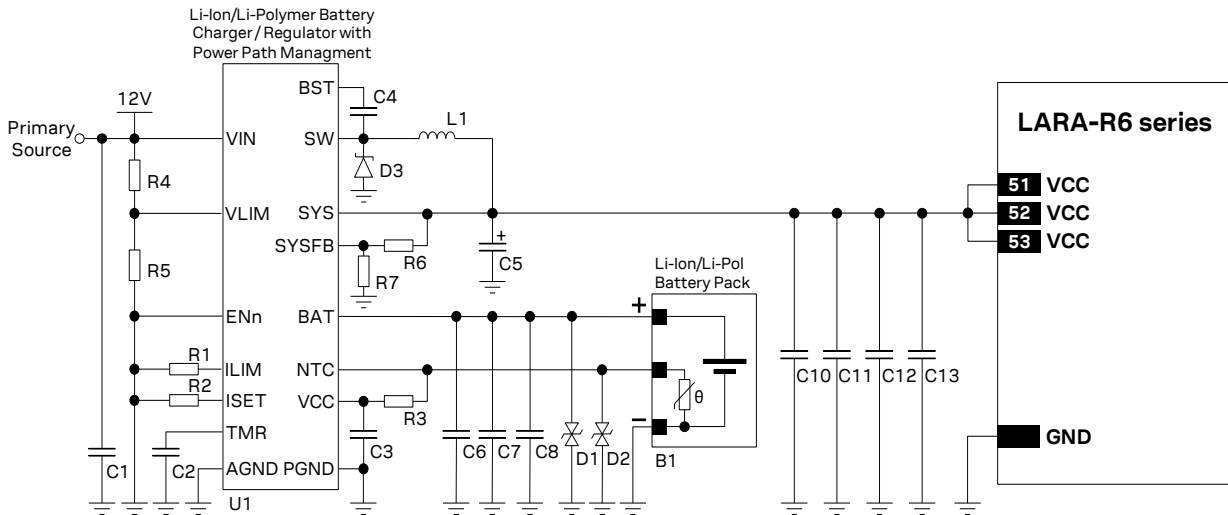 Li-Ion/Li-Polymer Battery
Charger / Regulator with
Power Path Managment
12V
Primary
Source
VIN
VLIM
ENn
ILIM
ISET
TMR
AGND
BST
SW
SYS
SYSFB
BAT
NTC
VCC
PGND
U1
R4
R5
R1
R2
C1
C2
C4
L1
D3
R6
R7
C5
R3
C3
C6
C7
C8
D1
D2
Li-Ion/Li-Pol
Battery Pack
+
+
–
θ
B1
C10
C11
C12
C13
LARA-R6 series
51 VCC
52 VCC
53 VCC
GND